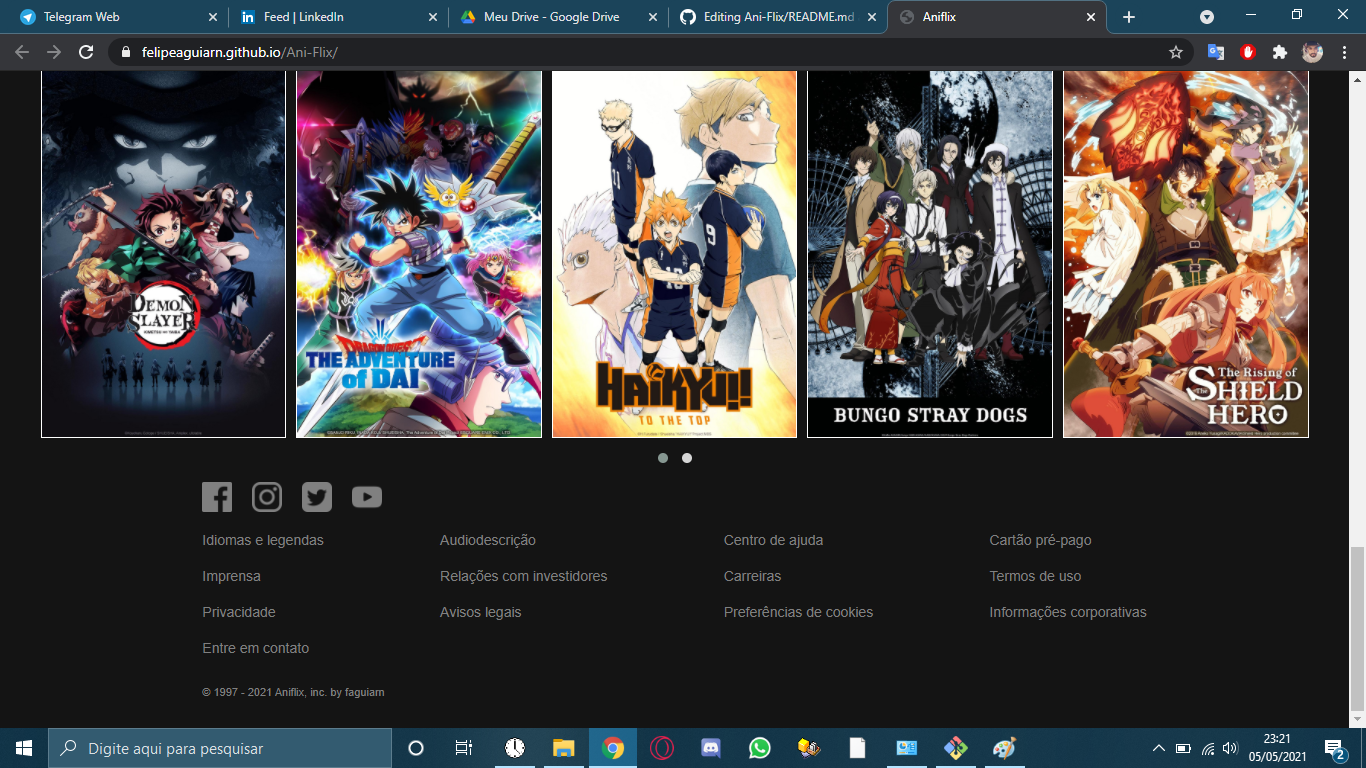 Telegram Web
Feed | LinkedIn
Meu Drive - Google Drive
Editing Ani-Flix/README.md
Aniflix
felipeaguiarn.github.io/Ani-Flix/
DEMON
SLAYER
KIMETSU NO YAIBA
DRAGON QUEST
THE ADVENTURE
of DAI
HAIKYU!!
TO THE TOP
BUNGO STRAY DOGS
The Rising of
The SHIELD
HERO
Idiomas e legendas
Audiodescrição
Centro de ajuda
Cartão pré-pago
Imprensa
Relações com investidores
Carreiras
Termos de uso
Privacidade
Avisos legais
Preferências de cookies
Informações corporativas
Entre em contato
© 1997 - 2021 Aniflix, inc. by faguiarn
Digite aqui para pesquisar
23:21
05/05/2021
2